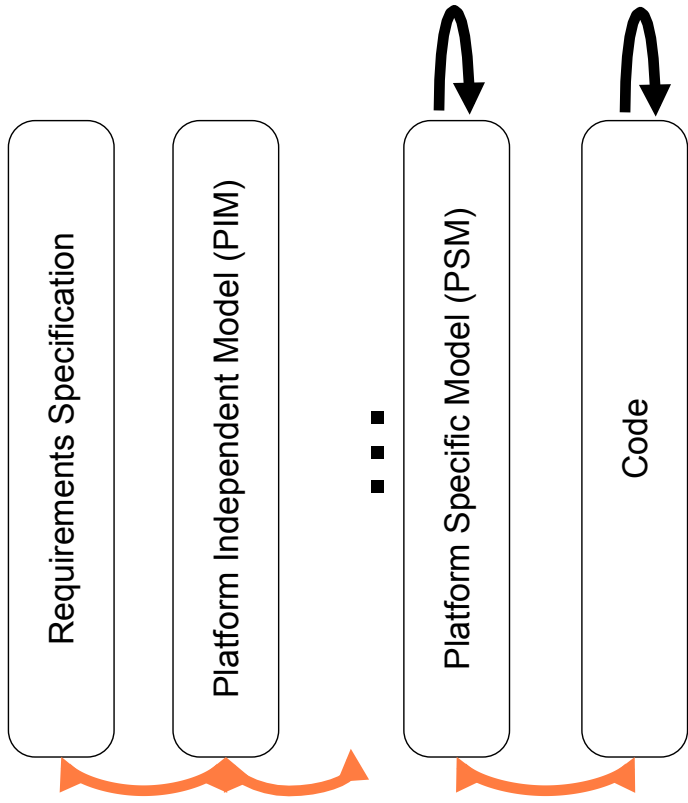 Requirements Specification
Platform Independent Model (PIM)
Platform Specific Model (PSM)
Code